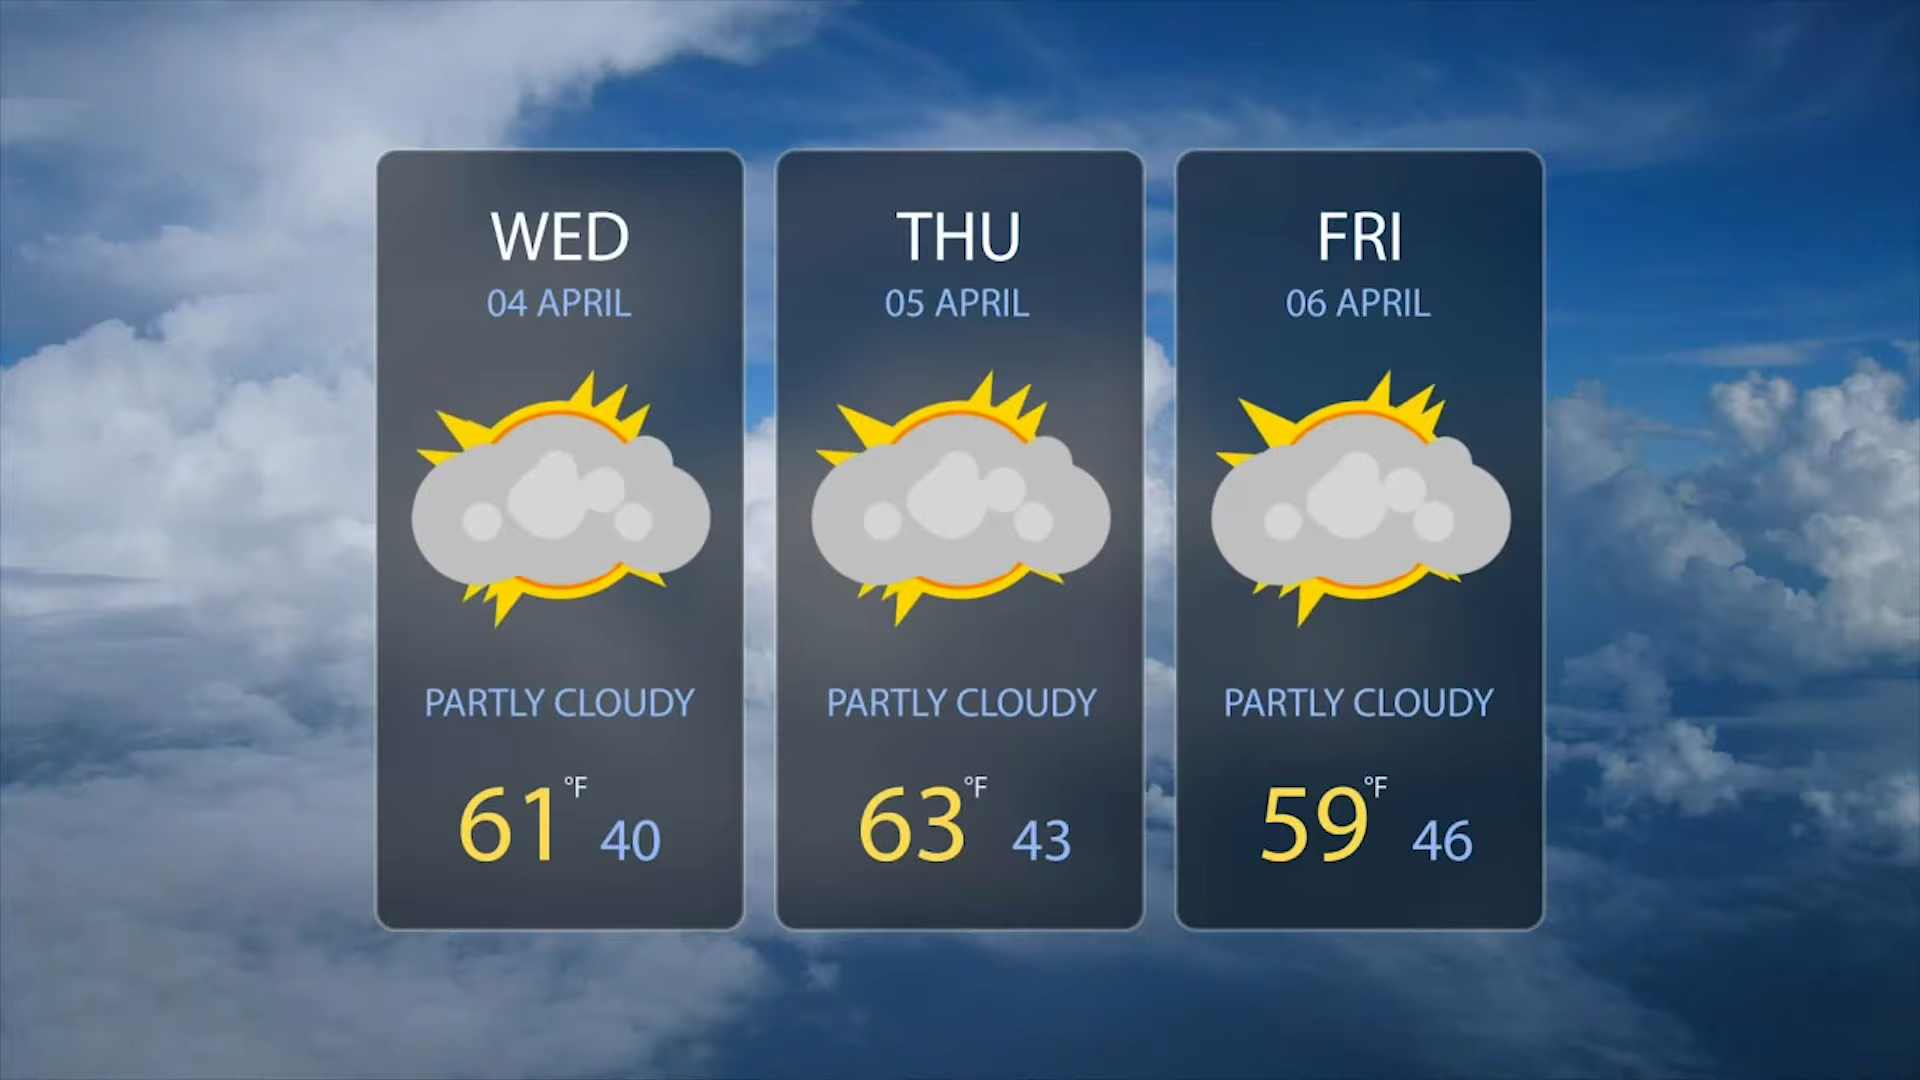 WED
04 APRIL
PARTLY CLOUDY
61°F 40
THU
05 APRIL
PARTLY CLOUDY
63°F 43
FRI
06 APRIL
PARTLY CLOUDY
59°F 46